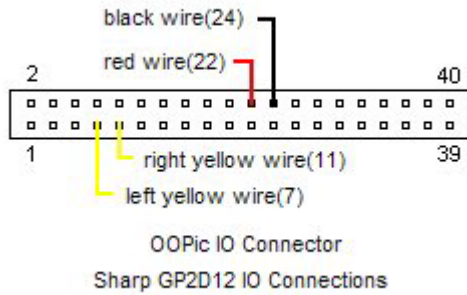 black wire(24)
red wire(22)
2 40
1 39
right yellow wire(11)
left yellow wire(7)
OOPic IO Connector
Sharp GP2D12 IO Connections